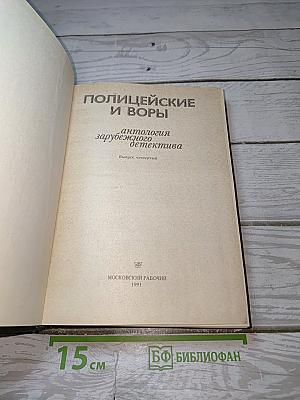 ПОЛИЦЕЙСКИЕ
И ВОРЫ
антология
зарубежного
детектива
Выпуск четвертый
МОСКОВСКИЙ РАБОЧИЙ
1991
15 см
БФ БИБЛИОФАН